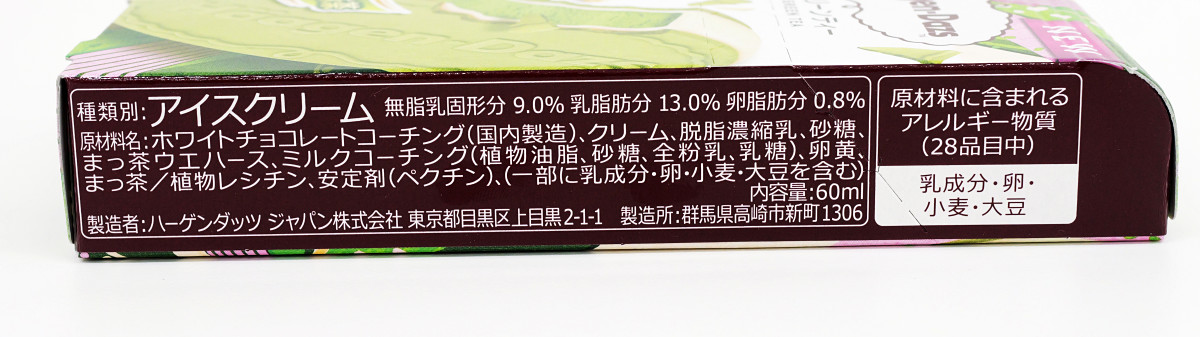 agen-Dazs
ーンティー
GREEN TEA
NEW
種類別:アイスクリーム 無脂乳固形分 9.0% 乳脂肪分 13.0% 卵脂肪分 0.8%
原材料名:ホワイトチョコレートコーチング(国内製造)、クリーム、脱脂濃縮乳、砂糖、
まっ茶ウエハース、ミルクコーチング(植物油脂、砂糖、全粉乳、乳糖)、卵黄、
まっ茶／植物レシチン、安定剤(ペクチン)、(一部に乳成分・卵・小麦・大豆を含む)
内容量:60ml
製造者:ハーゲンダッツ ジャパン株式会社 東京都目黒区上目黒2-1-1 製造所:群馬県高崎市新町1306
原材料に含まれる
アレルギー物質
(28品目中)
乳成分・卵・
小麦・大豆